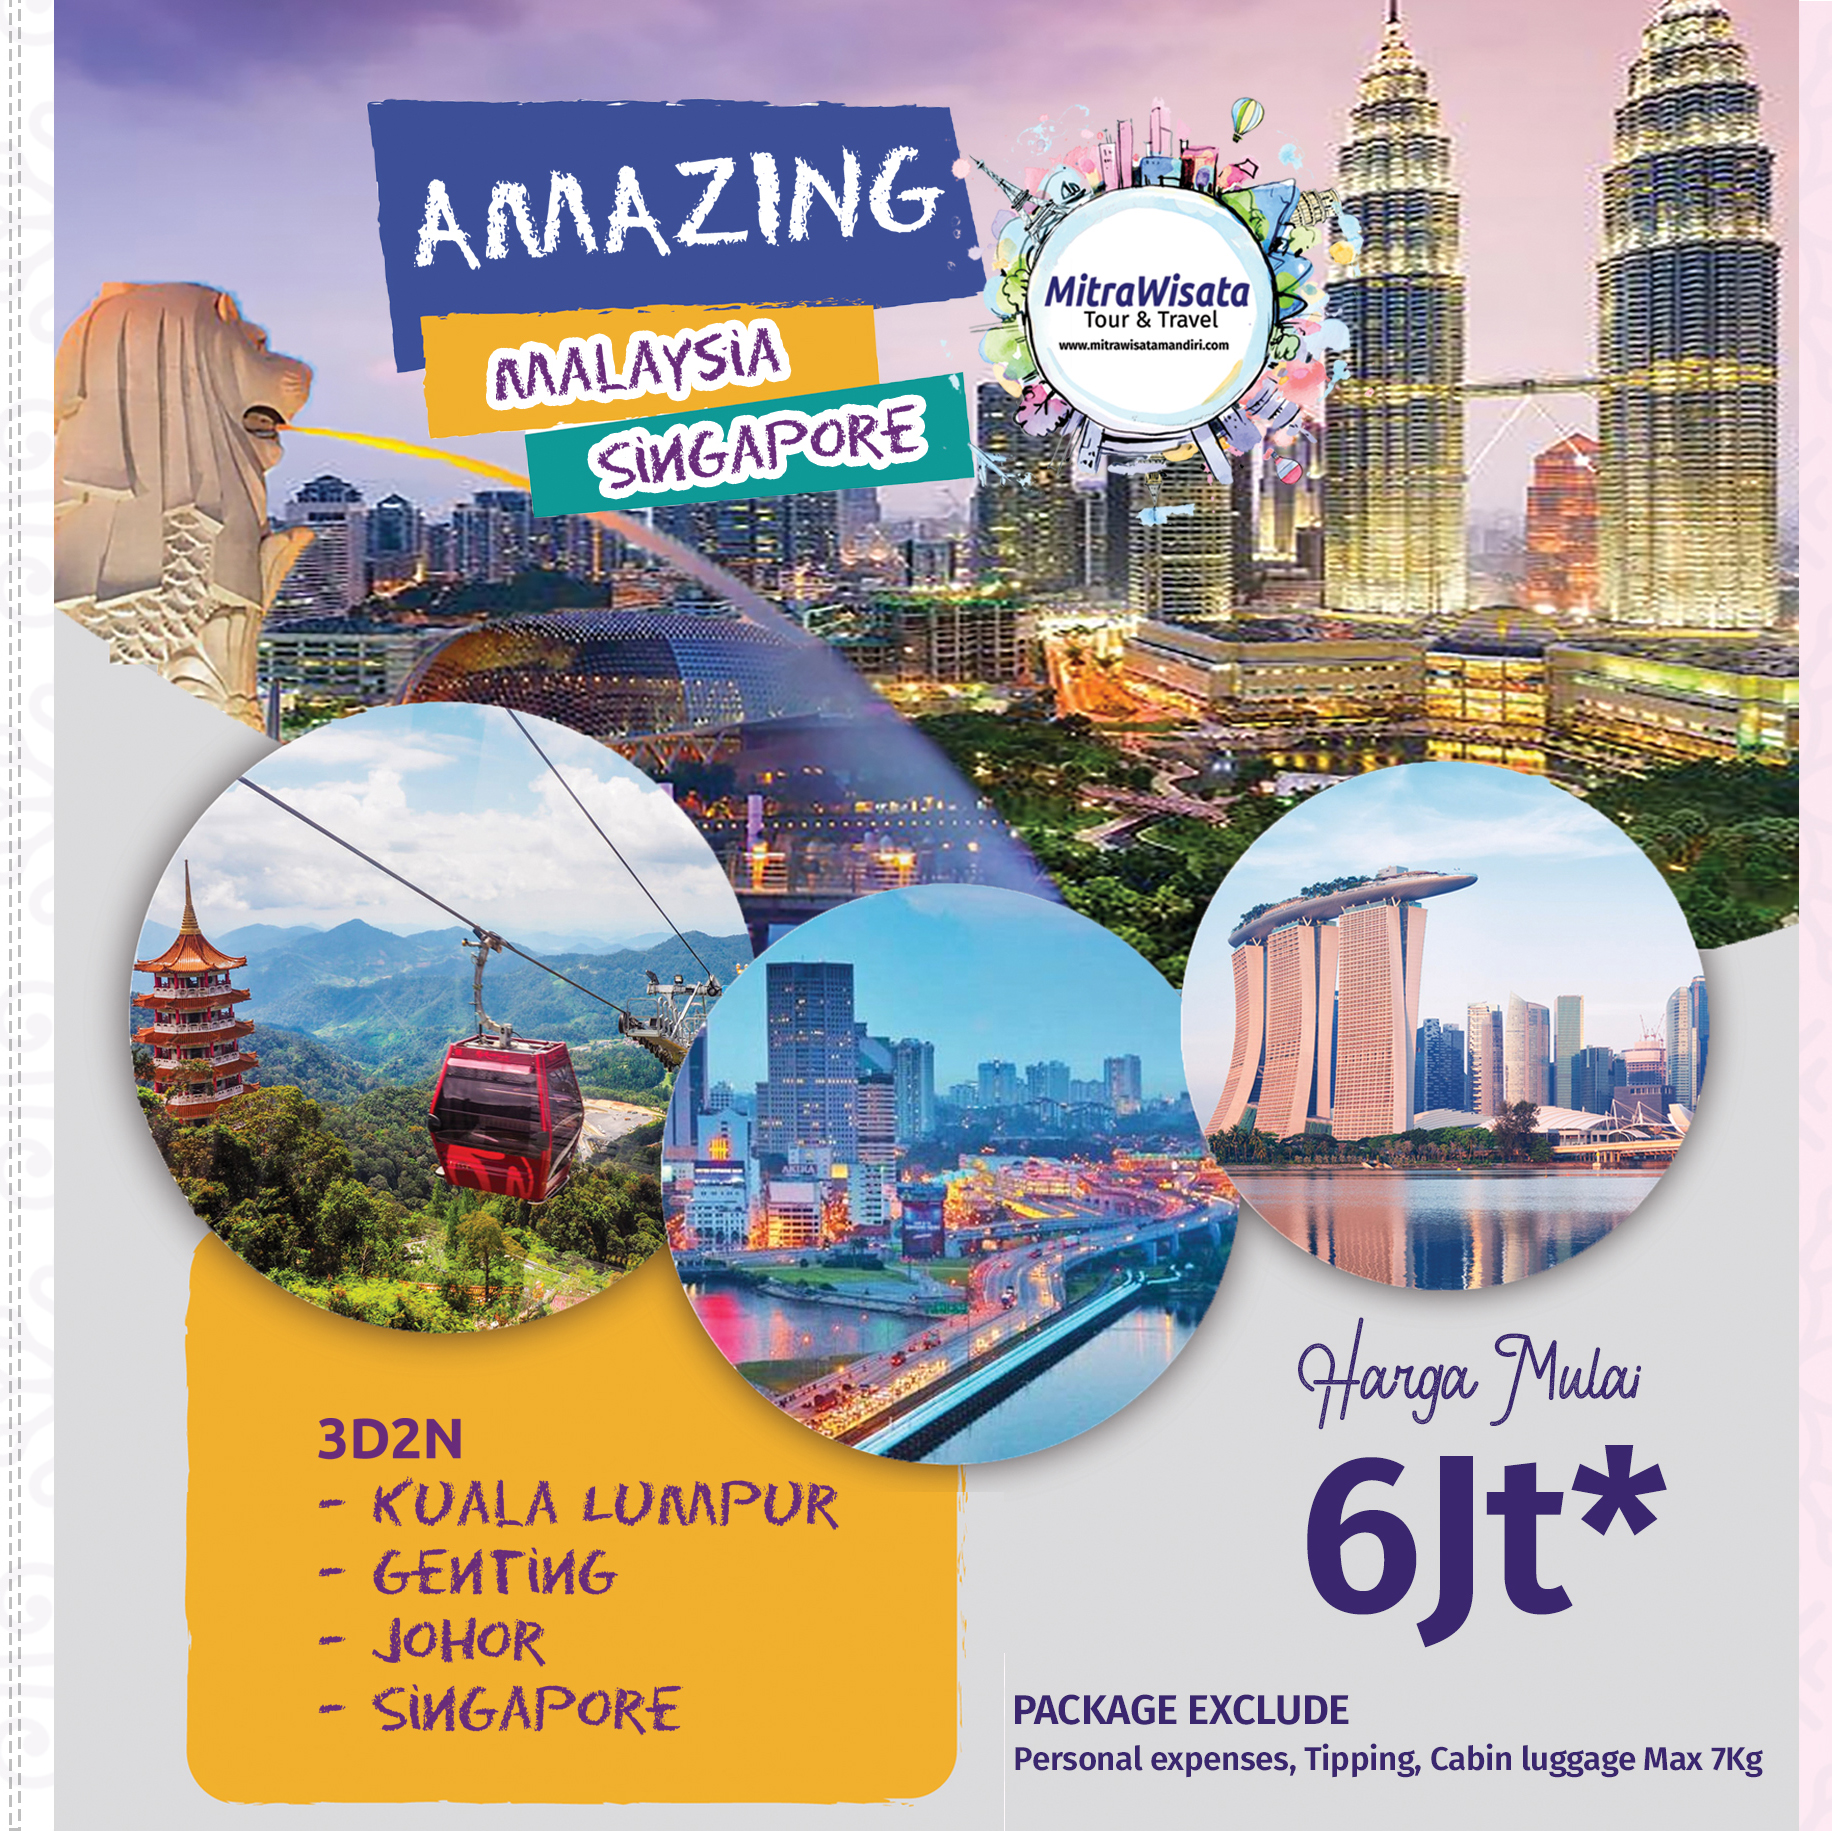 AMAZING
MALAYSIA
SINGAPORE
MitraWisata
Tour & Travel
www.mitrawisatamandiri.com
AKIRA
3D2N
- KUALA LUMPUR
- GENTING
- JOHOR
- SINGAPORE
Harga Mulai
6Jt*
PACKAGE EXCLUDE
Personal expenses, Tipping, Cabin luggage Max 7Kg